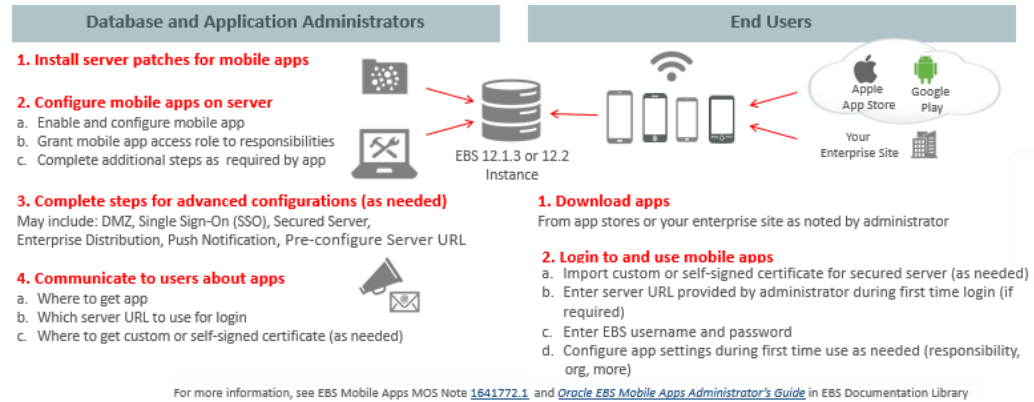 Database and Application Administrators
1. Install server patches for mobile apps
2. Configure mobile apps on server
a. Enable and configure mobile app
b. Grant mobile app access role to responsibilities
c. Complete additional steps as required by app
EBS 12.1.3 or 12.2
Instance
3. Complete steps for advanced configurations (as needed)
May include: DMZ, Single Sign-On (SSO), Secured Server,
Enterprise Distribution, Push Notification, Pre-configure Server URL
4. Communicate to users about apps
a. Where to get app
b. Which server URL to use for login
c. Where to get custom or self-signed certificate (as needed)
End Users
Apple
App Store
Google
Play
Your
Enterprise Site
1. Download apps
From app stores or your enterprise site as noted by administrator
2. Login to and use mobile apps
a. Import custom or self-signed certificate for secured server (as needed)
b. Enter server URL provided by administrator during first time login (if
required)
c. Enter EBS username and password
d. Configure app settings during first time use as needed (responsibility,
org, more)
For more information, see EBS Mobile Apps MOS Note 1641772.1 and Oracle EBS Mobile Apps Administrator's Guide in EBS Documentation Library